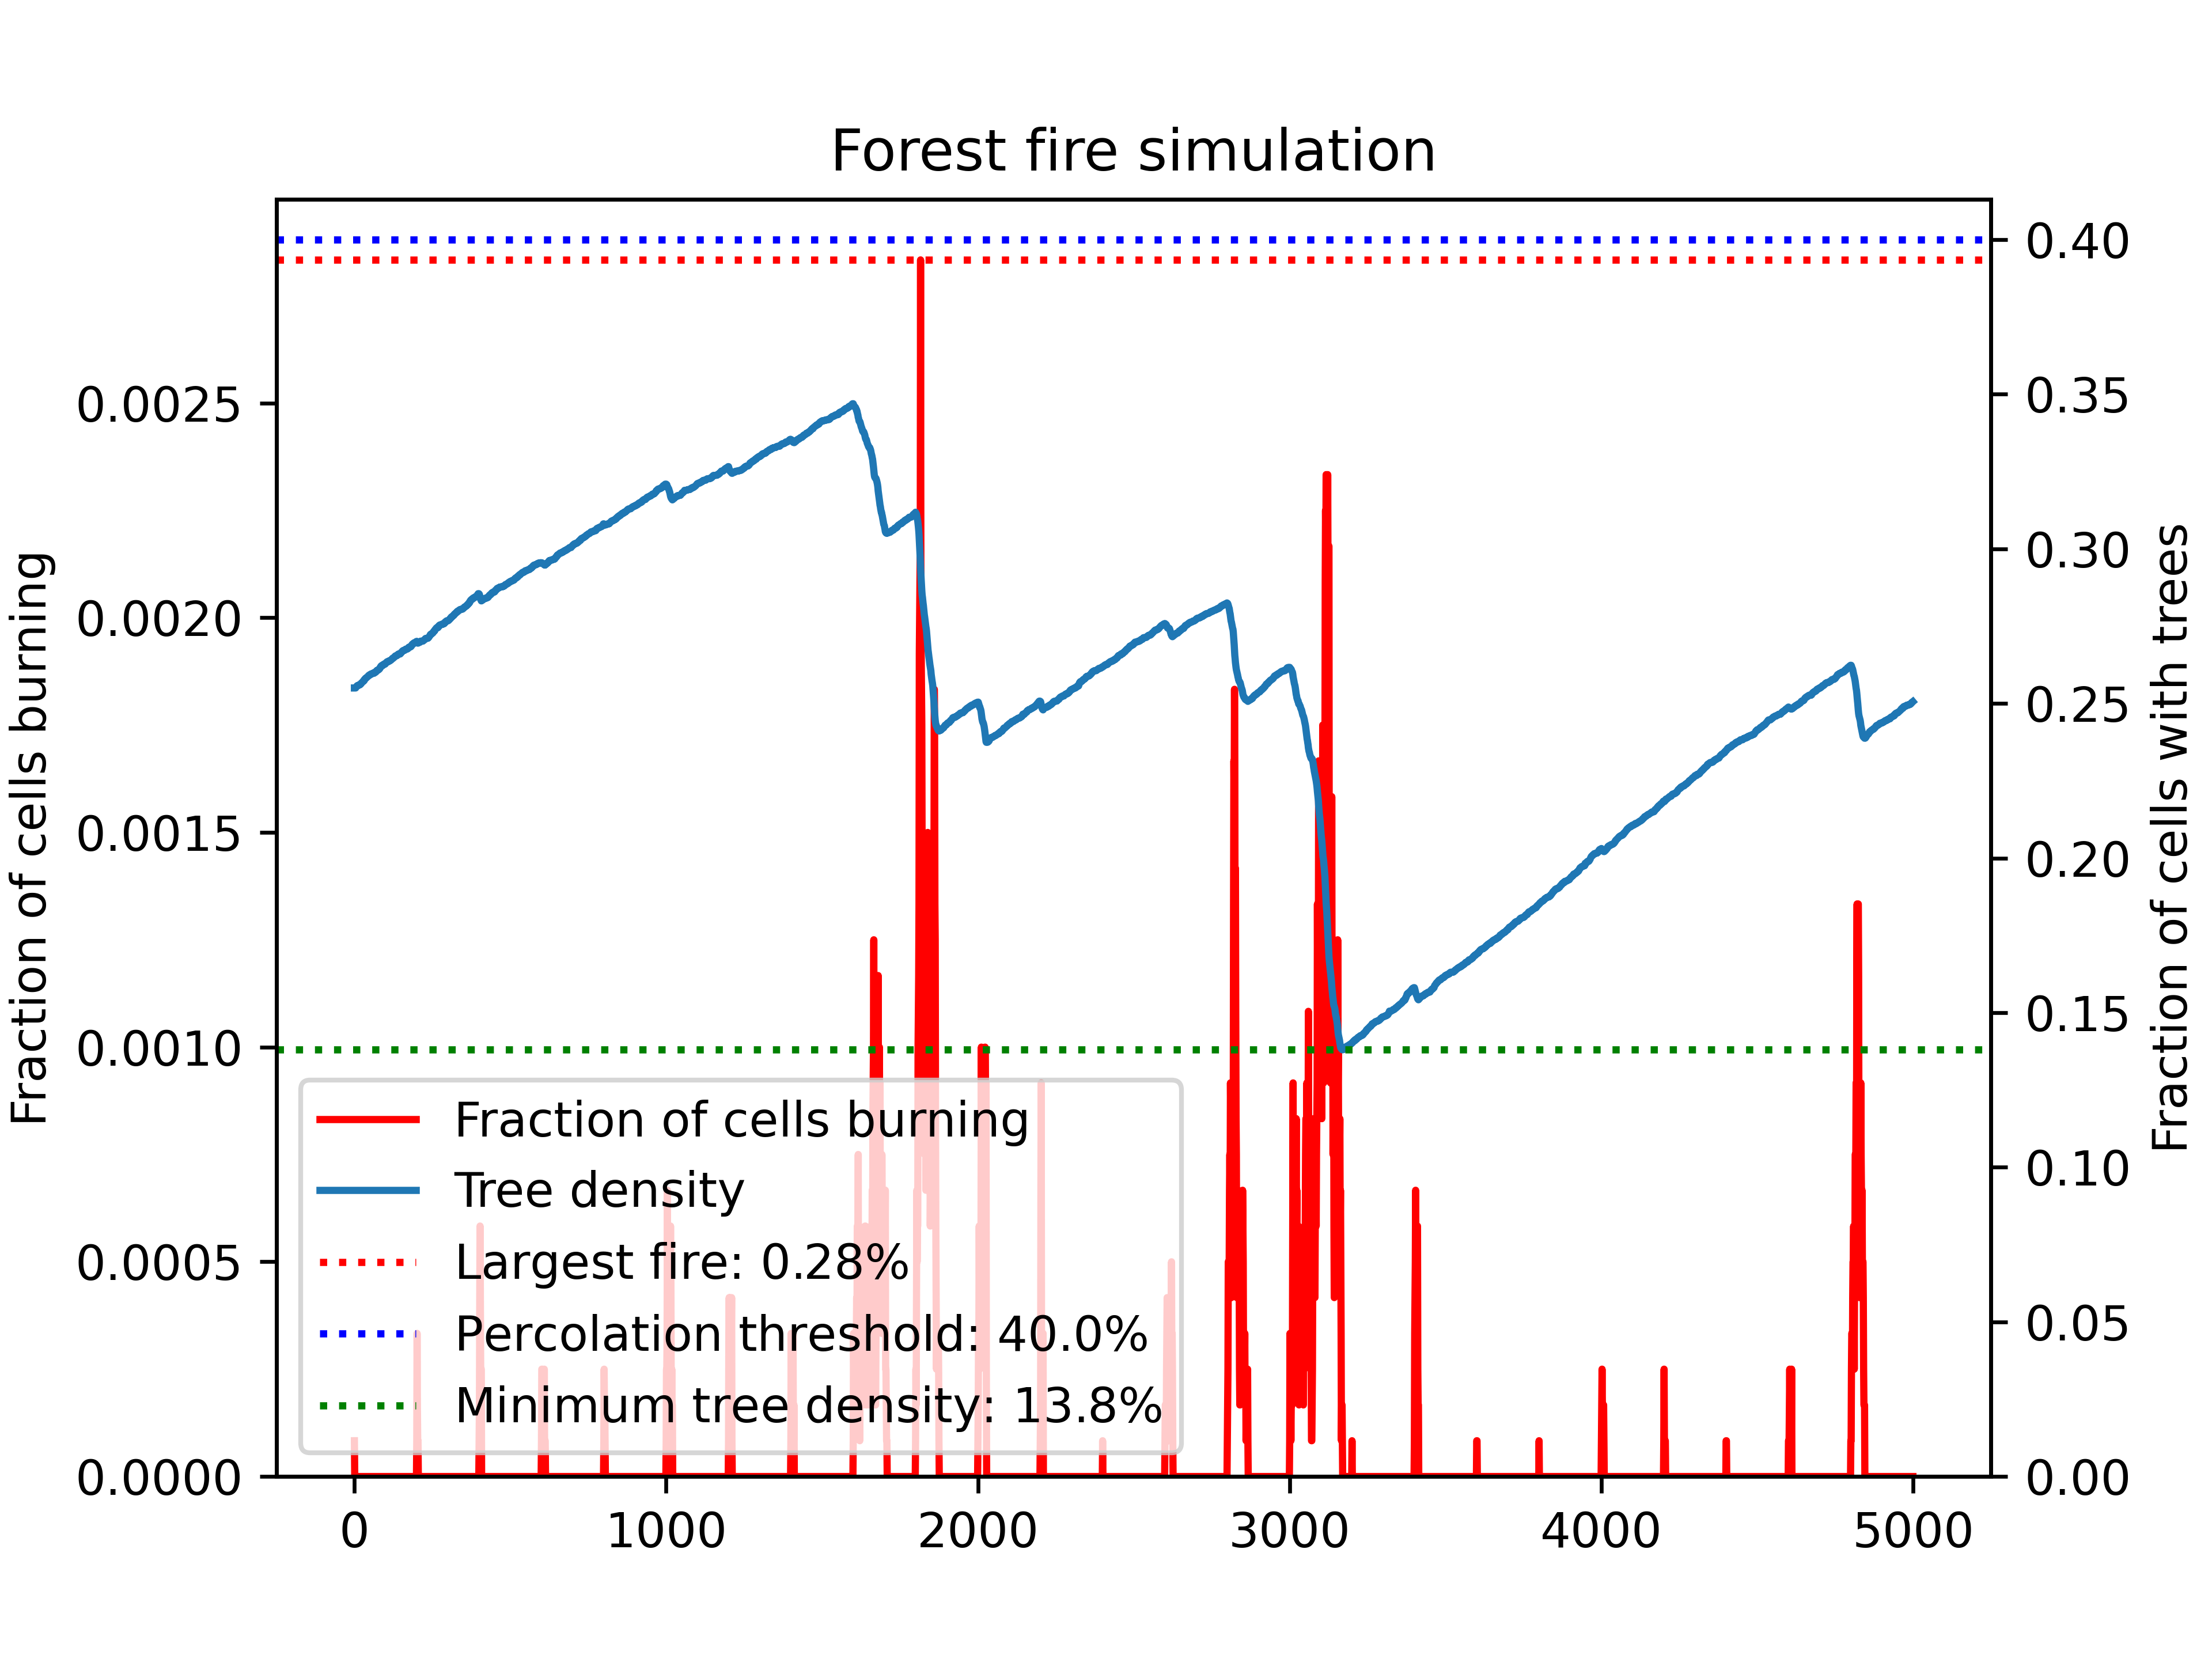 Forest fire simulation
Fraction of cells burning
0.0025
0.0020
0.0015
0.0010
0.0005
0.0000
0.40
0.35
0.30
0.25
0.20
0.15
0.10
0.05
0.00
Fraction of cells with trees
Fraction of cells burning
Tree density
Largest fire: 0.28%
Percolation threshold: 40.0%
Minimum tree density: 13.8%
0 1000 2000 3000 4000 5000